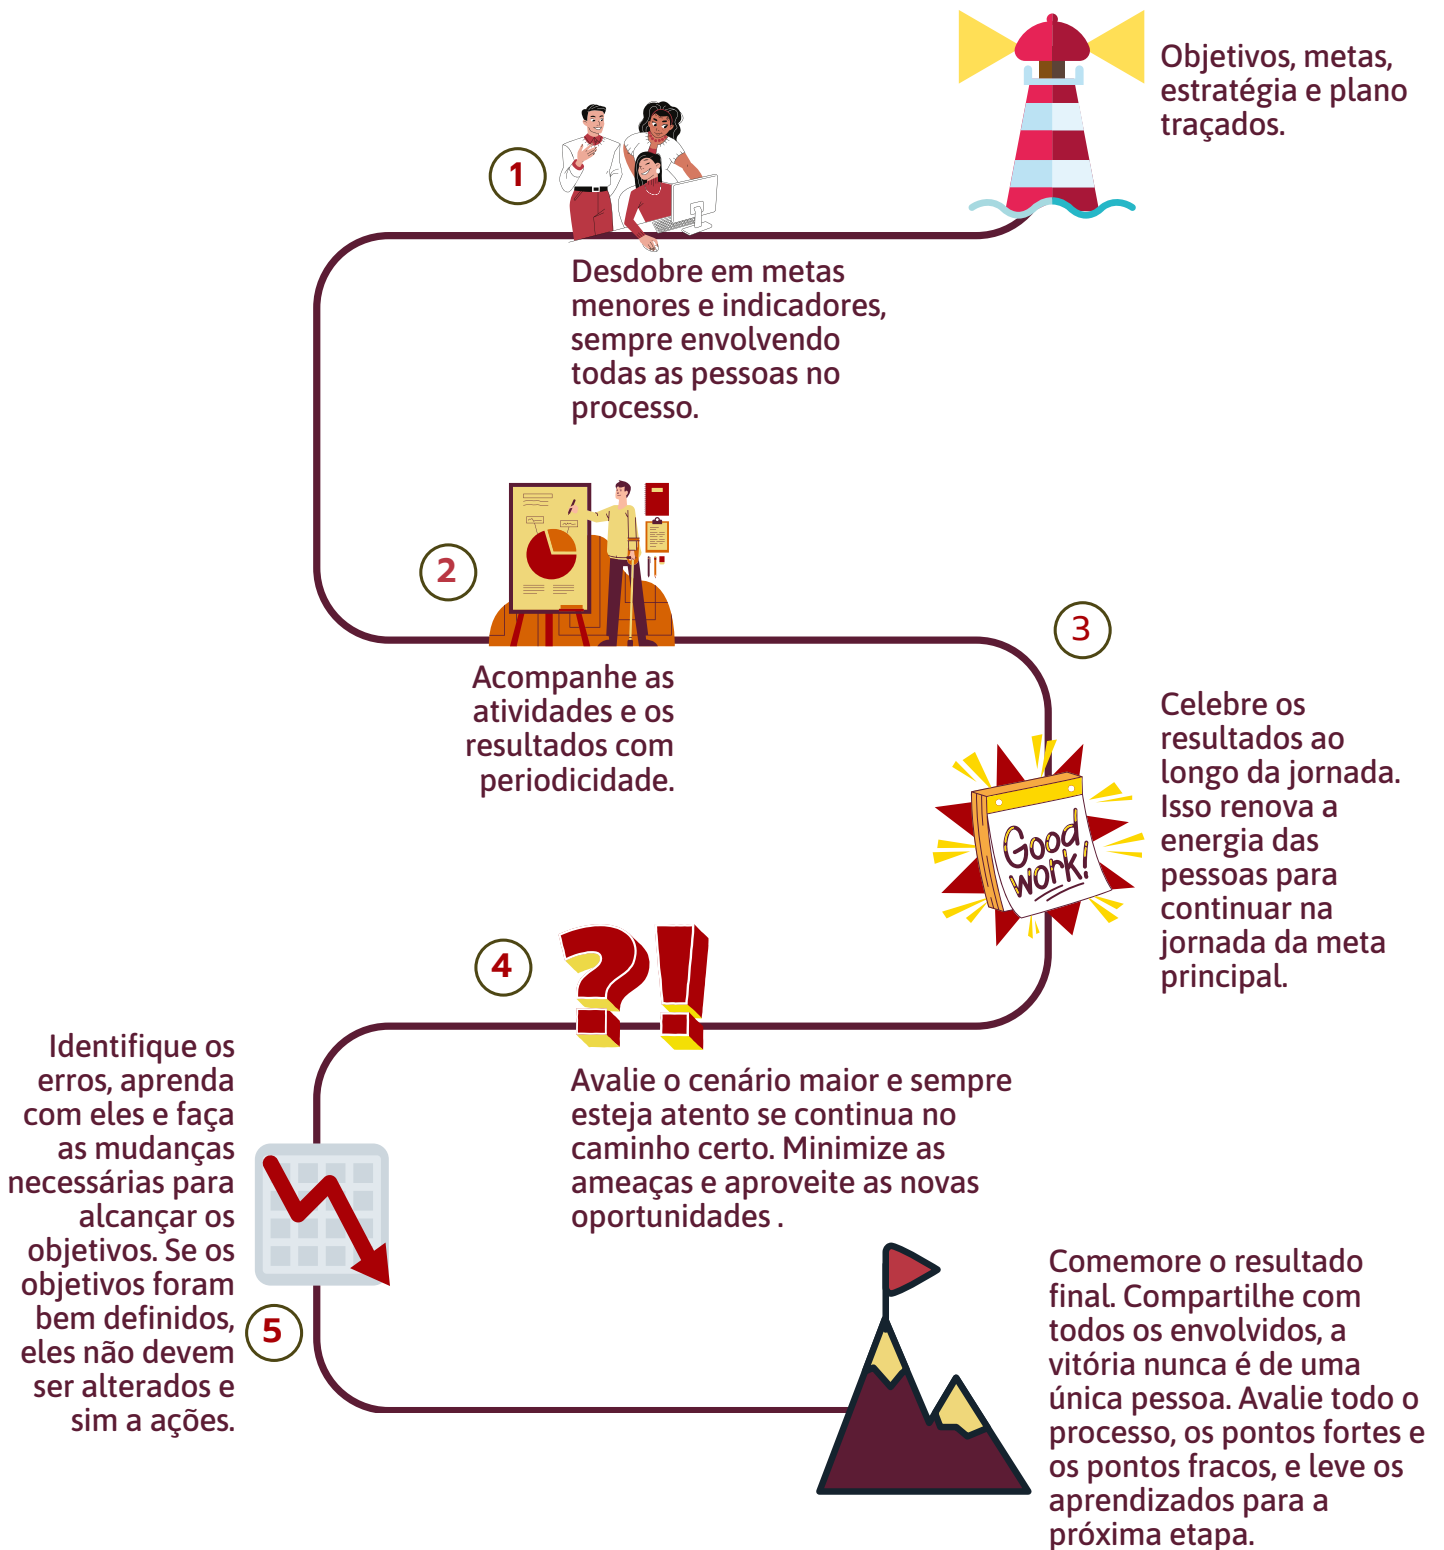 Objetivos, metas,
estratégia e plano
traçados.
1
Desdobre em metas
menores e indicadores,
sempre envolvendo
todas as pessoas no
processo.
2
Acompanhe as
atividades e os
resultados com
periodicidade.
3
Celebre os
resultados ao
longo da jornada.
Isso renova a
energia das
pessoas para
continuar na
jornada da meta
principal.
Good
work!
4
?!
Avalie o cenário maior e sempre
esteja atento se continua no
caminho certo. Minimize as
ameaças e aproveite as novas
oportunidades .
Identifique os
erros, aprenda
com eles e faça
as mudanças
necessárias para
alcançar os
objetivos. Se os
objetivos foram
bem definidos,
eles não devem
ser alterados e
sim a ações.
5
Comemore o resultado
final. Compartilhe com
todos os envolvidos, a
vitória nunca é de uma
única pessoa. Avalie todo o
processo, os pontos fortes e
os pontos fracos, e leve os
aprendizados para a
próxima etapa.